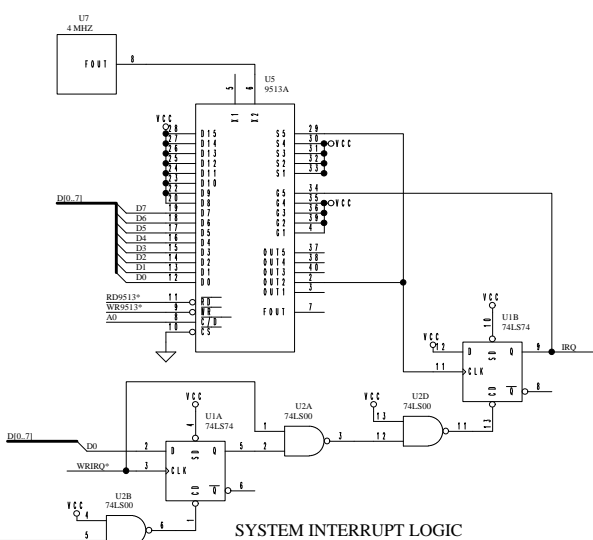 U7
4 MHZ
FOUT 8
U5
9513A
5 6
X1 X2
VCC
28 D15 S5 29
27 D14 S4 30 VCC
26 D13 S3 31
25 D12 S2 32
24 D11 S1 33
23 D10
22 D9 G5 34
20 D8 G4 35 VCC
D[0..7] D7 19 D7 G3 36
D6 18 D6 G2 39
D5 17 D5 G1 4
D4 16 D4
D3 15 D3 OUT5 37
D2 14 D2 OUT4 38
D1 13 D1 OUT3 40
D0 12 D0 OUT2 2
OUT1 3
RD9513* 11 RD
WR9513* 9 WR FOUT 7
A0 8 C/D
10 CS
VCC
10
U1B
74LS74
VCC
12 D SD Q 9 IRQ
11 CLK
CD Q 8
13
VCC
4
U1A
74LS74
D[0..7] D0 2 D SD Q 5
WRIRQ* 3 CLK
CD Q 6
1
U2A
74LS00
1
2 3
VCC
U2D
74LS00
13
12 11
VCC
U2B
74LS00
4
5 6
SYSTEM INTERRUPT LOGIC